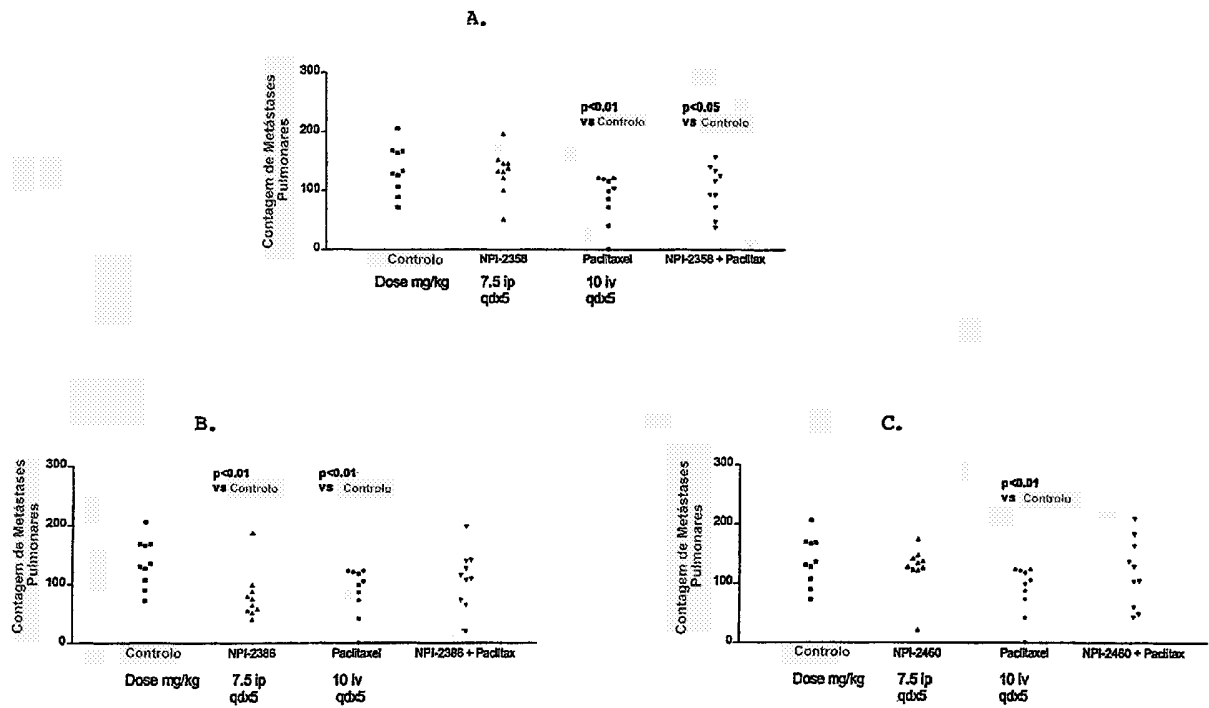 A.
Contagem de Metástases
Pulmonares
300
200
100
0
p<0.01
vs Controlo
p<0.05
vs Controlo
Controlo NPI-2358 Paclitaxel NPI-2358 + Paclitax
Dose mg/kg 7.5 ip 10 iv
qdx5 qdx5
B.
Contagem de Metástases
Pulmonares
300
200
100
0
p<0.01
vs Controlo
p<0.01
vs Controlo
Controlo NPI-2386 Paclitaxel NPI-2386 + Paclitax
Dose mg/kg 7.5 ip 10 iv
qdx5 qdx5
C.
Contagem de Metástases
Pulmonares
300
200
100
0
p<0.01
vs Controlo
Controlo NPI-2460 Paclitaxel NPI-2460 + Paclitax
Dose mg/kg 7.5 ip 10 iv
qdx5 qdx5